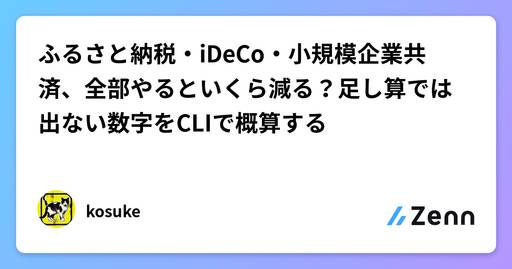 ふるさと納税・iDeCo・小規模企業共
済、全部やるといくら減る？足し算では
出ない数字をCLIで概算する
kosuke
Zenn